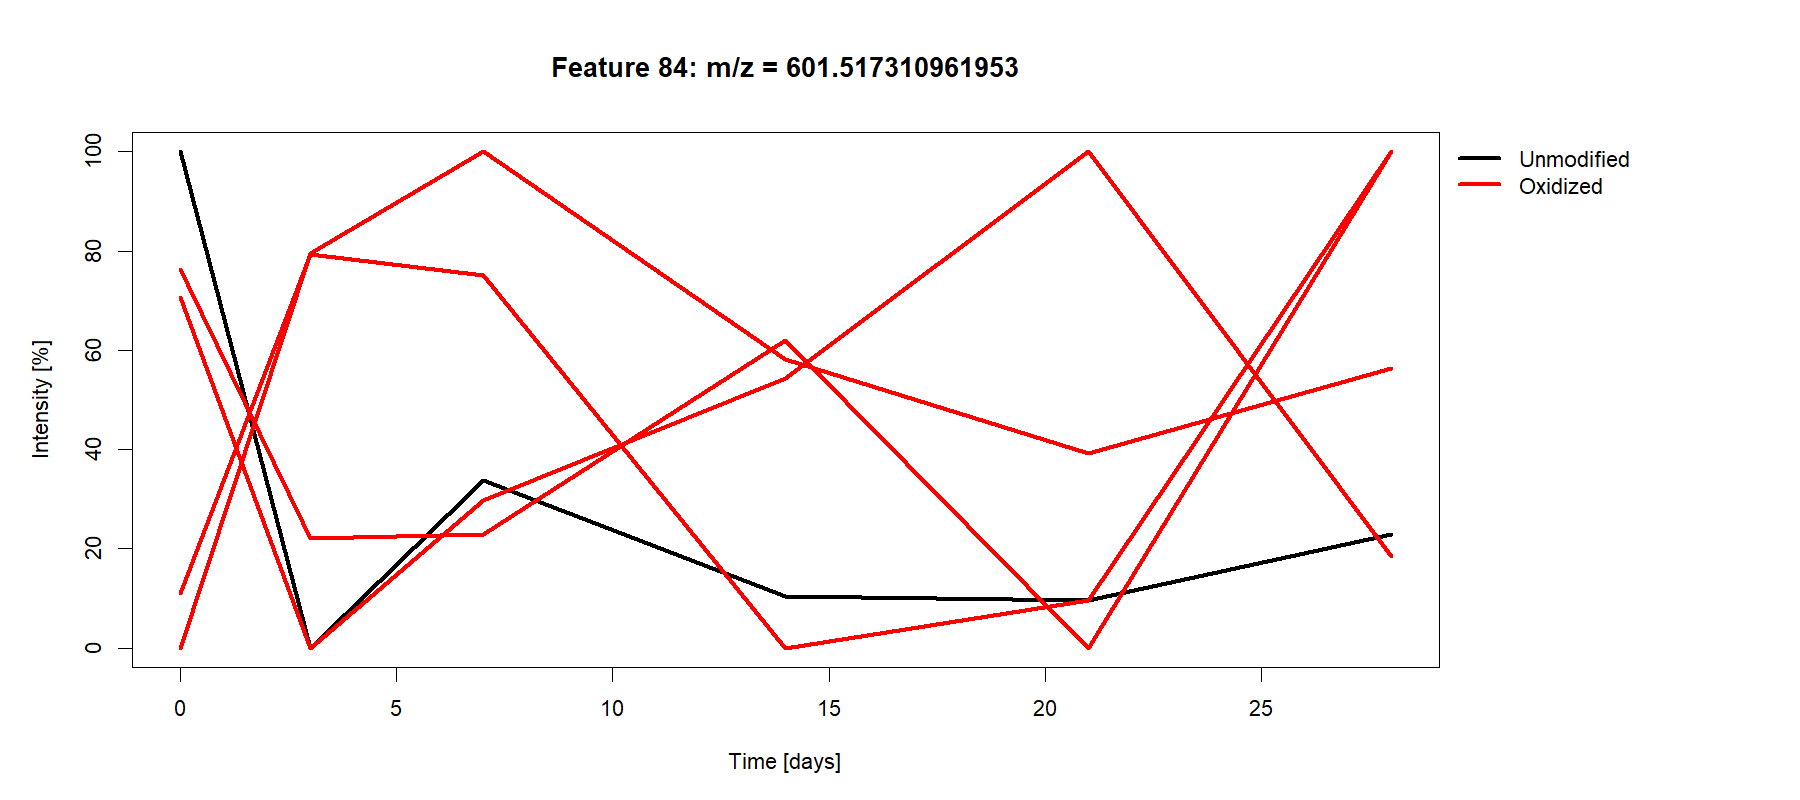 Feature 84: m/z = 601.517310961953
Unmodified
Oxidized
100
80
60
40
20
0
Intensity [%]
0 5 10 15 20 25
Time [days]